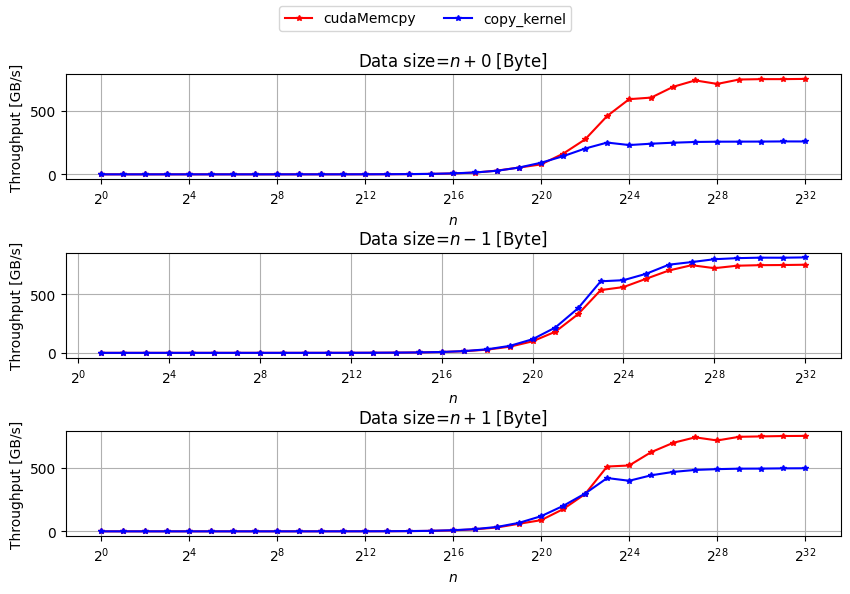 cudaMemcpy copy_kernel
Data size=n + 0 [Byte]
Throughput [GB/s]
500
0
2^0 2^4 2^8 2^12 2^16 2^20 2^24 2^28 2^32
n
Data size=n − 1 [Byte]
Throughput [GB/s]
500
0
2^0 2^4 2^8 2^12 2^16 2^20 2^24 2^28 2^32
n
Data size=n + 1 [Byte]
Throughput [GB/s]
500
0
2^0 2^4 2^8 2^12 2^16 2^20 2^24 2^28 2^32
n